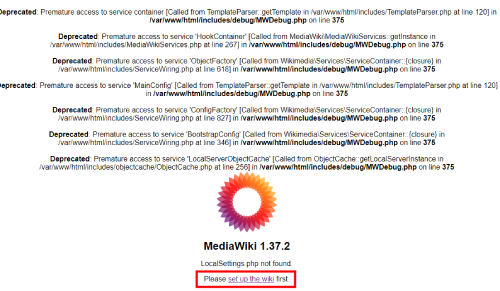 Deprecated: Premature access to service container [Called from TemplateParser::getTemplate in /var/www/html/includes/TemplateParser.php at line 120] in
/var/www/html/includes/debug/MWDebug.php on line 375
Deprecated: Premature access to service 'HookContainer' [Called from MediaWiki\MediaWikiServices::getInstance in
/var/www/html/includes/MediaWikiServices.php at line 267] in /var/www/html/includes/debug/MWDebug.php on line 375
Deprecated: Premature access to service 'ObjectFactory' [Called from Wikimedia\Services\ServiceContainer::{closure} in
/var/www/html/includes/ServiceWiring.php at line 618] in /var/www/html/includes/debug/MWDebug.php on line 375
Deprecated: Premature access to service 'MainConfig' [Called from TemplateParser::getTemplate in /var/www/html/includes/TemplateParser.php at line 120]
in /var/www/html/includes/debug/MWDebug.php on line 375
Deprecated: Premature access to service 'ConfigFactory' [Called from Wikimedia\Services\ServiceContainer::{closure} in
/var/www/html/includes/ServiceWiring.php at line 827] in /var/www/html/includes/debug/MWDebug.php on line 375
Deprecated: Premature access to service 'BootstrapConfig' [Called from Wikimedia\Services\ServiceContainer::{closure} in
/var/www/html/includes/ServiceWiring.php at line 346] in /var/www/html/includes/debug/MWDebug.php on line 375
Deprecated: Premature access to service 'LocalServerObjectCache' [Called from ObjectCache::getLocalServerInstance in
/var/www/html/includes/objectcache/ObjectCache.php at line 256] in /var/www/html/includes/debug/MWDebug.php on line 375
MediaWiki 1.37.2
LocalSettings.php not found.
Please set up the wiki first.